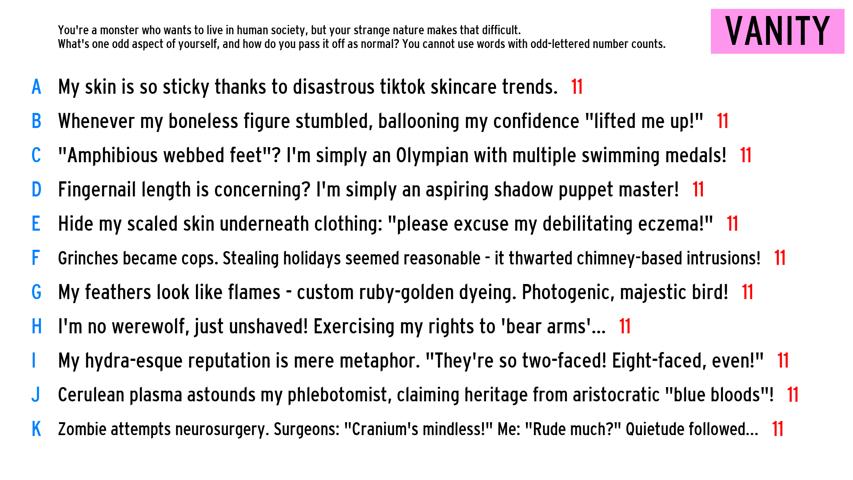 You're a monster who wants to live in human society, but your strange nature makes that difficult.
What's one odd aspect of yourself, and how do you pass it off as normal? You cannot use words with odd-lettered number counts.
VANITY
A My skin is so sticky thanks to disastrous tiktok skincare trends. 11
B Whenever my boneless figure stumbled, ballooning my confidence "lifted me up!" 11
C "Amphibious webbed feet"? I'm simply an Olympian with multiple swimming medals! 11
D Fingernail length is concerning? I'm simply an aspiring shadow puppet master! 11
E Hide my scaled skin underneath clothing: "please excuse my debilitating eczema!" 11
F Grinches became cops. Stealing holidays seemed reasonable - it thwarted chimney-based intrusions! 11
G My feathers look like flames - custom ruby-golden dyeing. Photogenic, majestic bird! 11
H I'm no werewolf, just unshaved! Exercising my rights to 'bear arms'... 11
I My hydra-esque reputation is mere metaphor. "They're so two-faced! Eight-faced, even!" 11
J Cerulean plasma astounds my phlebotomist, claiming heritage from aristocratic "blue bloods"! 11
K Zombie attempts neurosurgery. Surgeons: "Cranium's mindless!" Me: "Rude much?" Quietude followed... 11